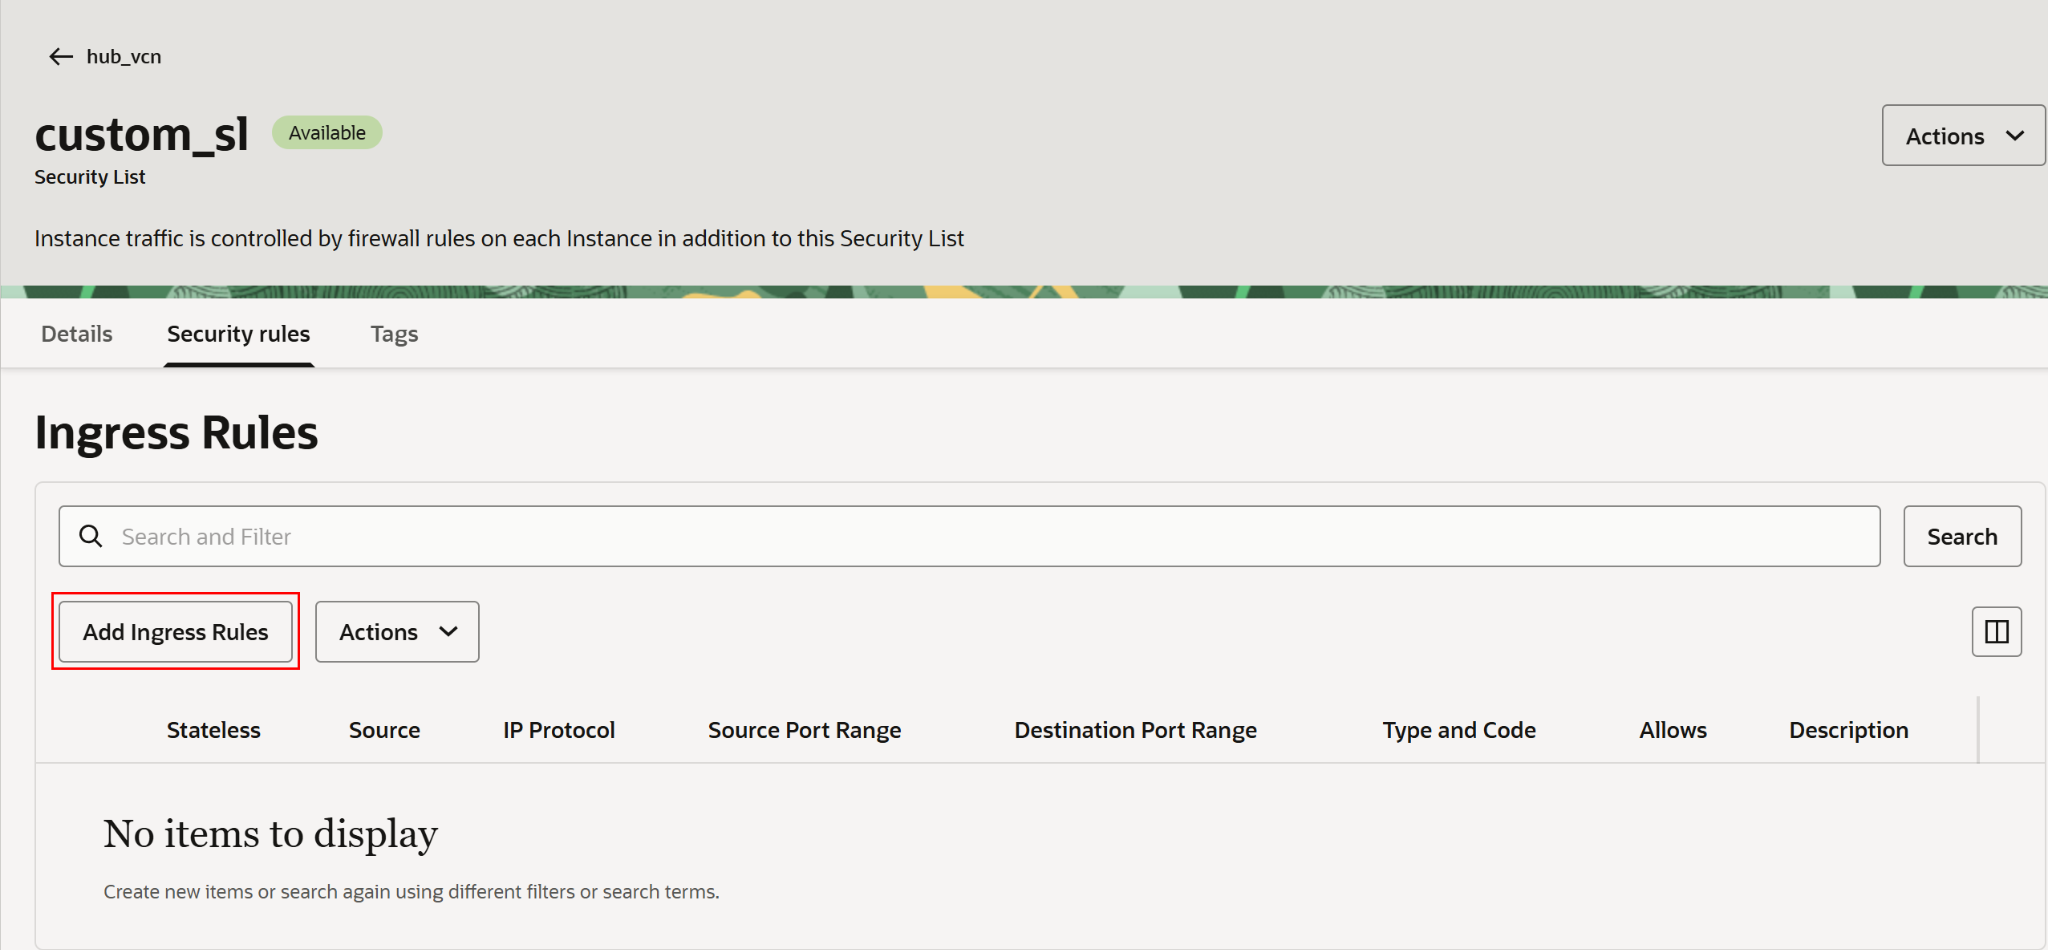 hub_vcn
custom_sl Available
Actions
Security List
Instance traffic is controlled by firewall rules on each Instance in addition to this Security List
Details Security rules Tags
Ingress Rules
Search and Filter Search
Add Ingress Rules Actions
Stateless Source IP Protocol Source Port Range Destination Port Range Type and Code Allows Description
No items to display
Create new items or search again using different filters or search terms.